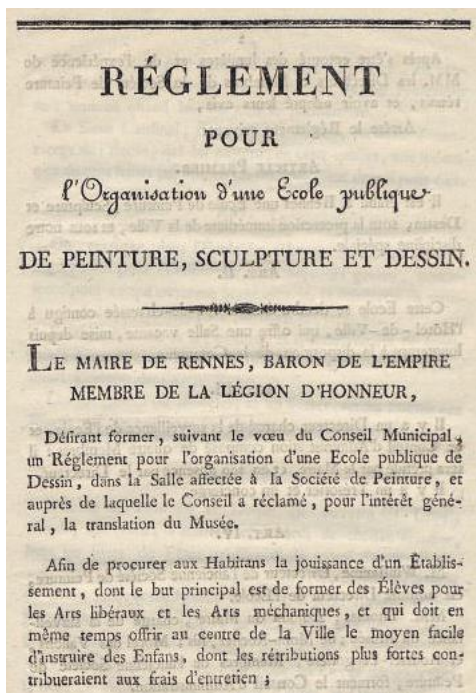 RÉGLEMENT
POUR
l'Organisation d'une Ecole publique
DE PEINTURE, SCULPTURE ET DESSIN.
LE MAIRE DE RENNES, BARON DE L'EMPIRE
MEMBRE DE LA LÉGION D'HONNEUR,
Désirant former, suivant le vœu du Conseil Municipal,
un Réglement pour l'organisation d'une Ecole publique de
Dessin, dans la Salle affectée à la Société de Peinture, et
auprès de laquelle le Conseil a réclamé, pour l'intérêt géné-
ral, la translation du Musée.
Afin de procurer aux Habitans la jouissance d'un Etablis-
sement, dont le but principal est de former des Élèves pour
les Arts libéraux et les Arts méchaniques, et qui doit en
même temps offrir au centre de la Ville le moyen facile
d'instruire des Enfans, dont les rétributions plus fortes con-
tribueraient aux frais d'entretien ;